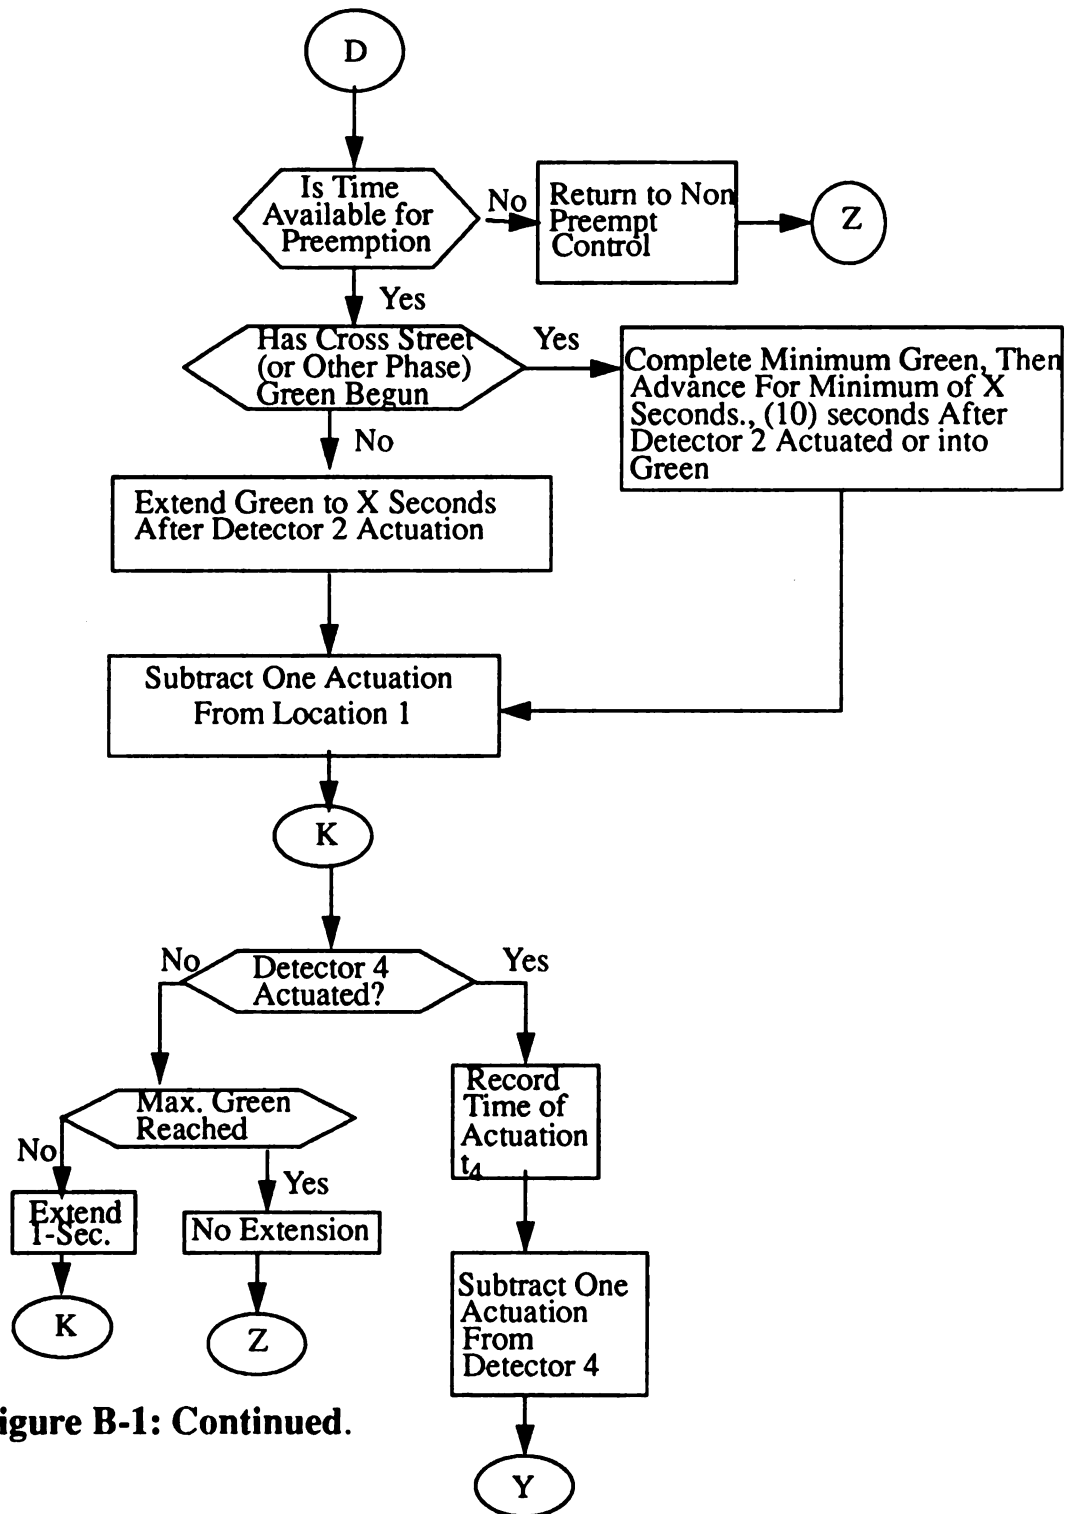 D
Is Time
Available for
Preemption
No
Return to Non
Preempt
Control
Z
Yes
Has Cross Street
(or Other Phase)
Green Begun
Yes
Complete Minimum Green, Then
Advance For Minimum of X
Seconds., (10) seconds After
Detector 2 Actuated or into
Green
No
Extend Green to X Seconds
After Detector 2 Actuation
Subtract One Actuation
From Location 1
K
No
Detector 4
Actuated?
Yes
Max. Green
Reached
Record
Time of
Actuation
t4
No
Yes
Extend
1-Sec.
No Extension
K
Z
Subtract One
Actuation
From
Detector 4
igure B-1: Continued.
Y